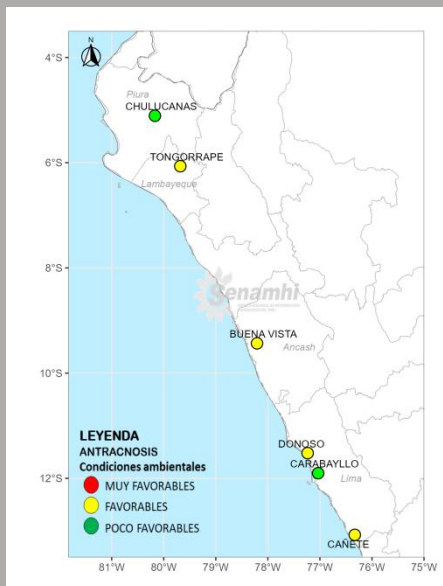 N
4°S
Piura
CHULUCANAS
TONGORRAPE
6°S
Lambayeque
8°S
Senamhi
BUENA VISTA
Ancash
10°S
LEYENDA
ANTRACNOSIS
Condiciones ambientales
MUY FAVORABLES
FAVORABLES
POCO FAVORABLES
DONOSO
CARABAYLLO
12°S
Lima
CAÑETE
81°W 80°W 79°W 78°W 77°W 76°W 75°W